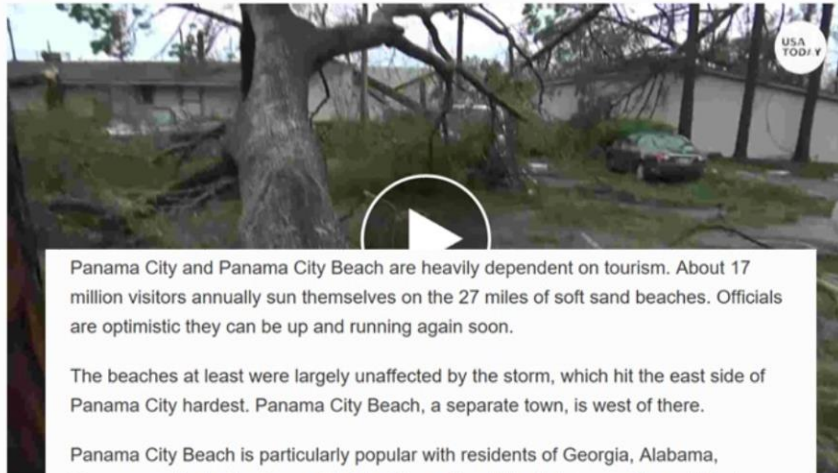 USA
TODAY
Panama City and Panama City Beach are heavily dependent on tourism. About 17
million visitors annually sun themselves on the 27 miles of soft sand beaches. Officials
are optimistic they can be up and running again soon.
The beaches at least were largely unaffected by the storm, which hit the east side of
Panama City hardest. Panama City Beach, a separate town, is west of there.
Panama City Beach is particularly popular with residents of Georgia, Alabama,